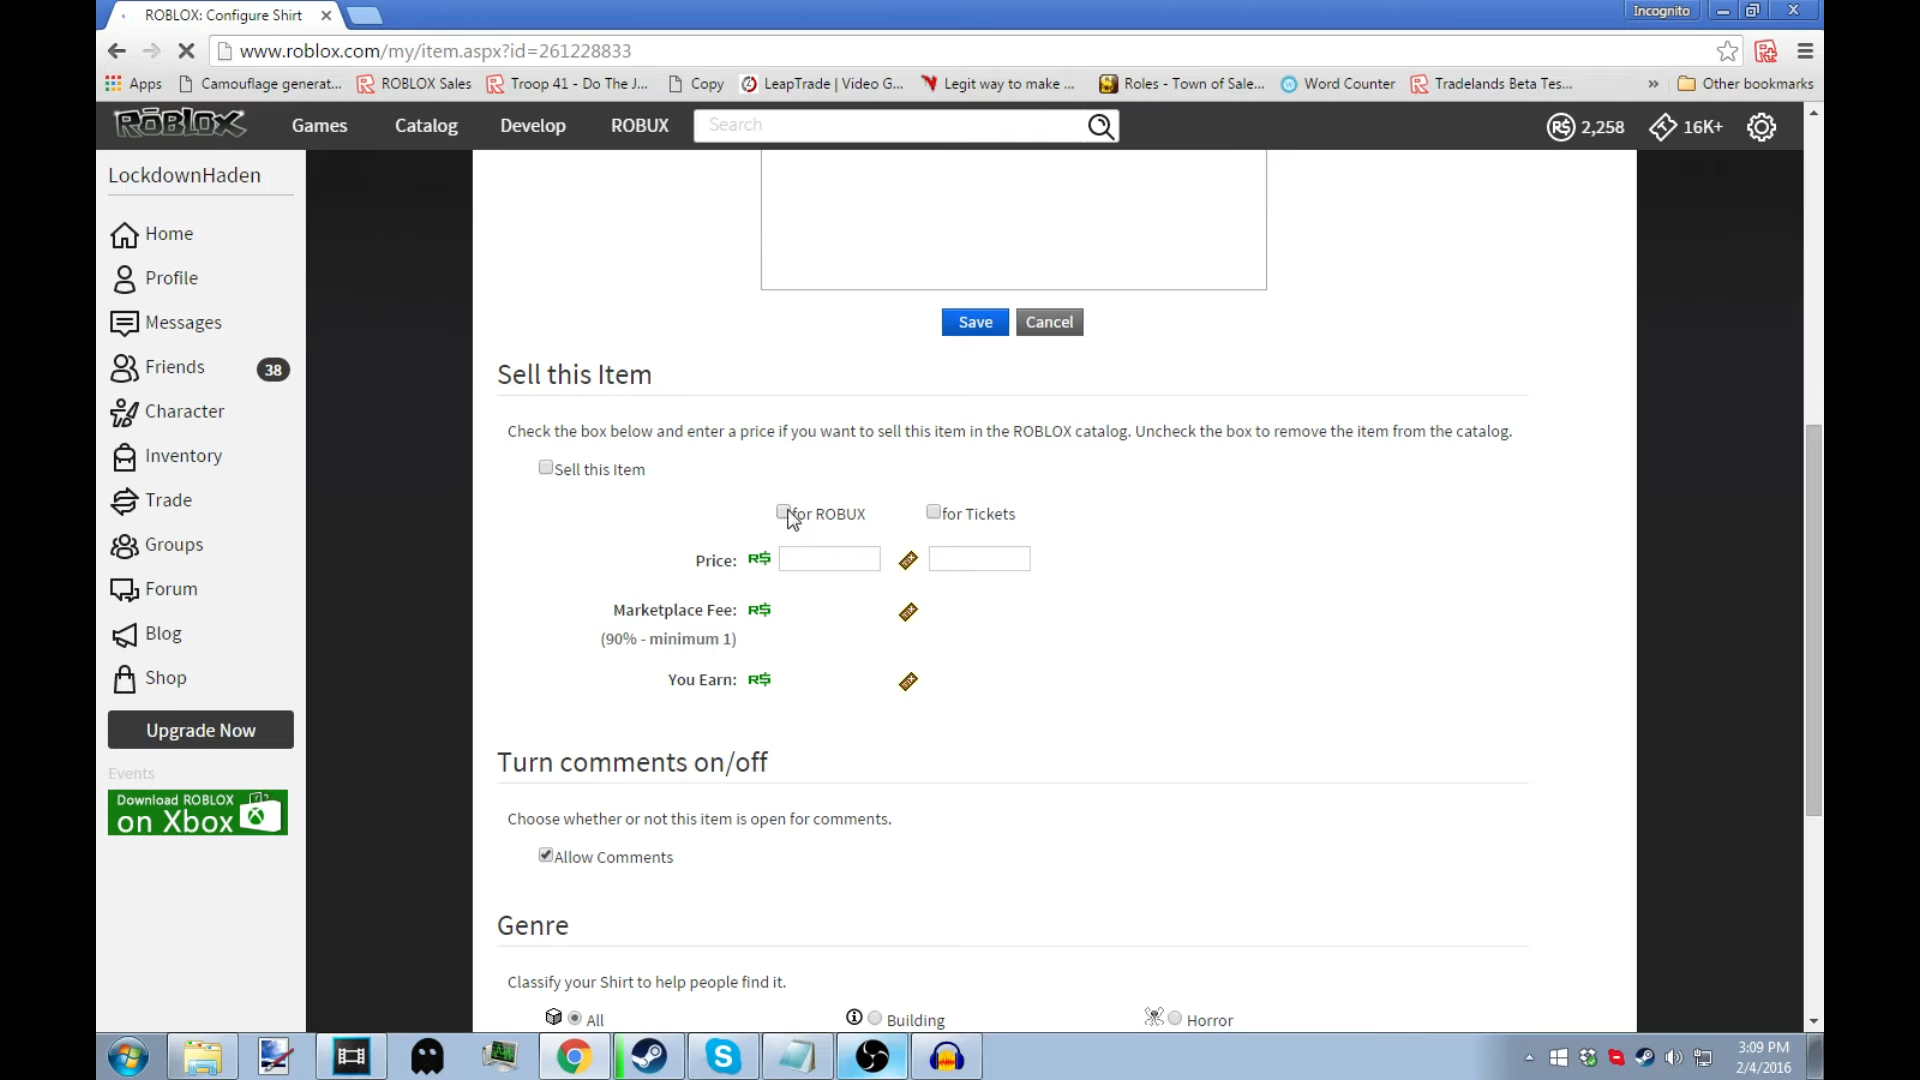 ROBLOX: Configure Shirt
Incognito
www.roblox.com/my/item.aspx?id=261228833
Apps Camouflage generat... ROBLOX Sales Troop 41 - Do The J... Copy LeapTrade | Video G... Legit way to make ... Roles - Town of Sale... Word Counter Tradelands Beta Tes... » Other bookmarks
ROBLOX Games Catalog Develop ROBUX Search R$ 2,258 16K+
LockdownHaden
Home
Profile
Messages
Friends 38
Character
Inventory
Trade
Groups
Forum
Blog
Shop
Upgrade Now
Events
Download ROBLOX
on Xbox
Save Cancel
Sell this Item
Check the box below and enter a price if you want to sell this item in the ROBLOX catalog. Uncheck the box to remove the item from the catalog.
Sell this Item
for ROBUX for Tickets
Price: R$
Marketplace Fee: R$
(90% - minimum 1)
You Earn: R$
Turn comments on/off
Choose whether or not this item is open for comments.
Allow Comments
Genre
Classify your Shirt to help people find it.
All Building Horror
3:09 PM
2/4/2016